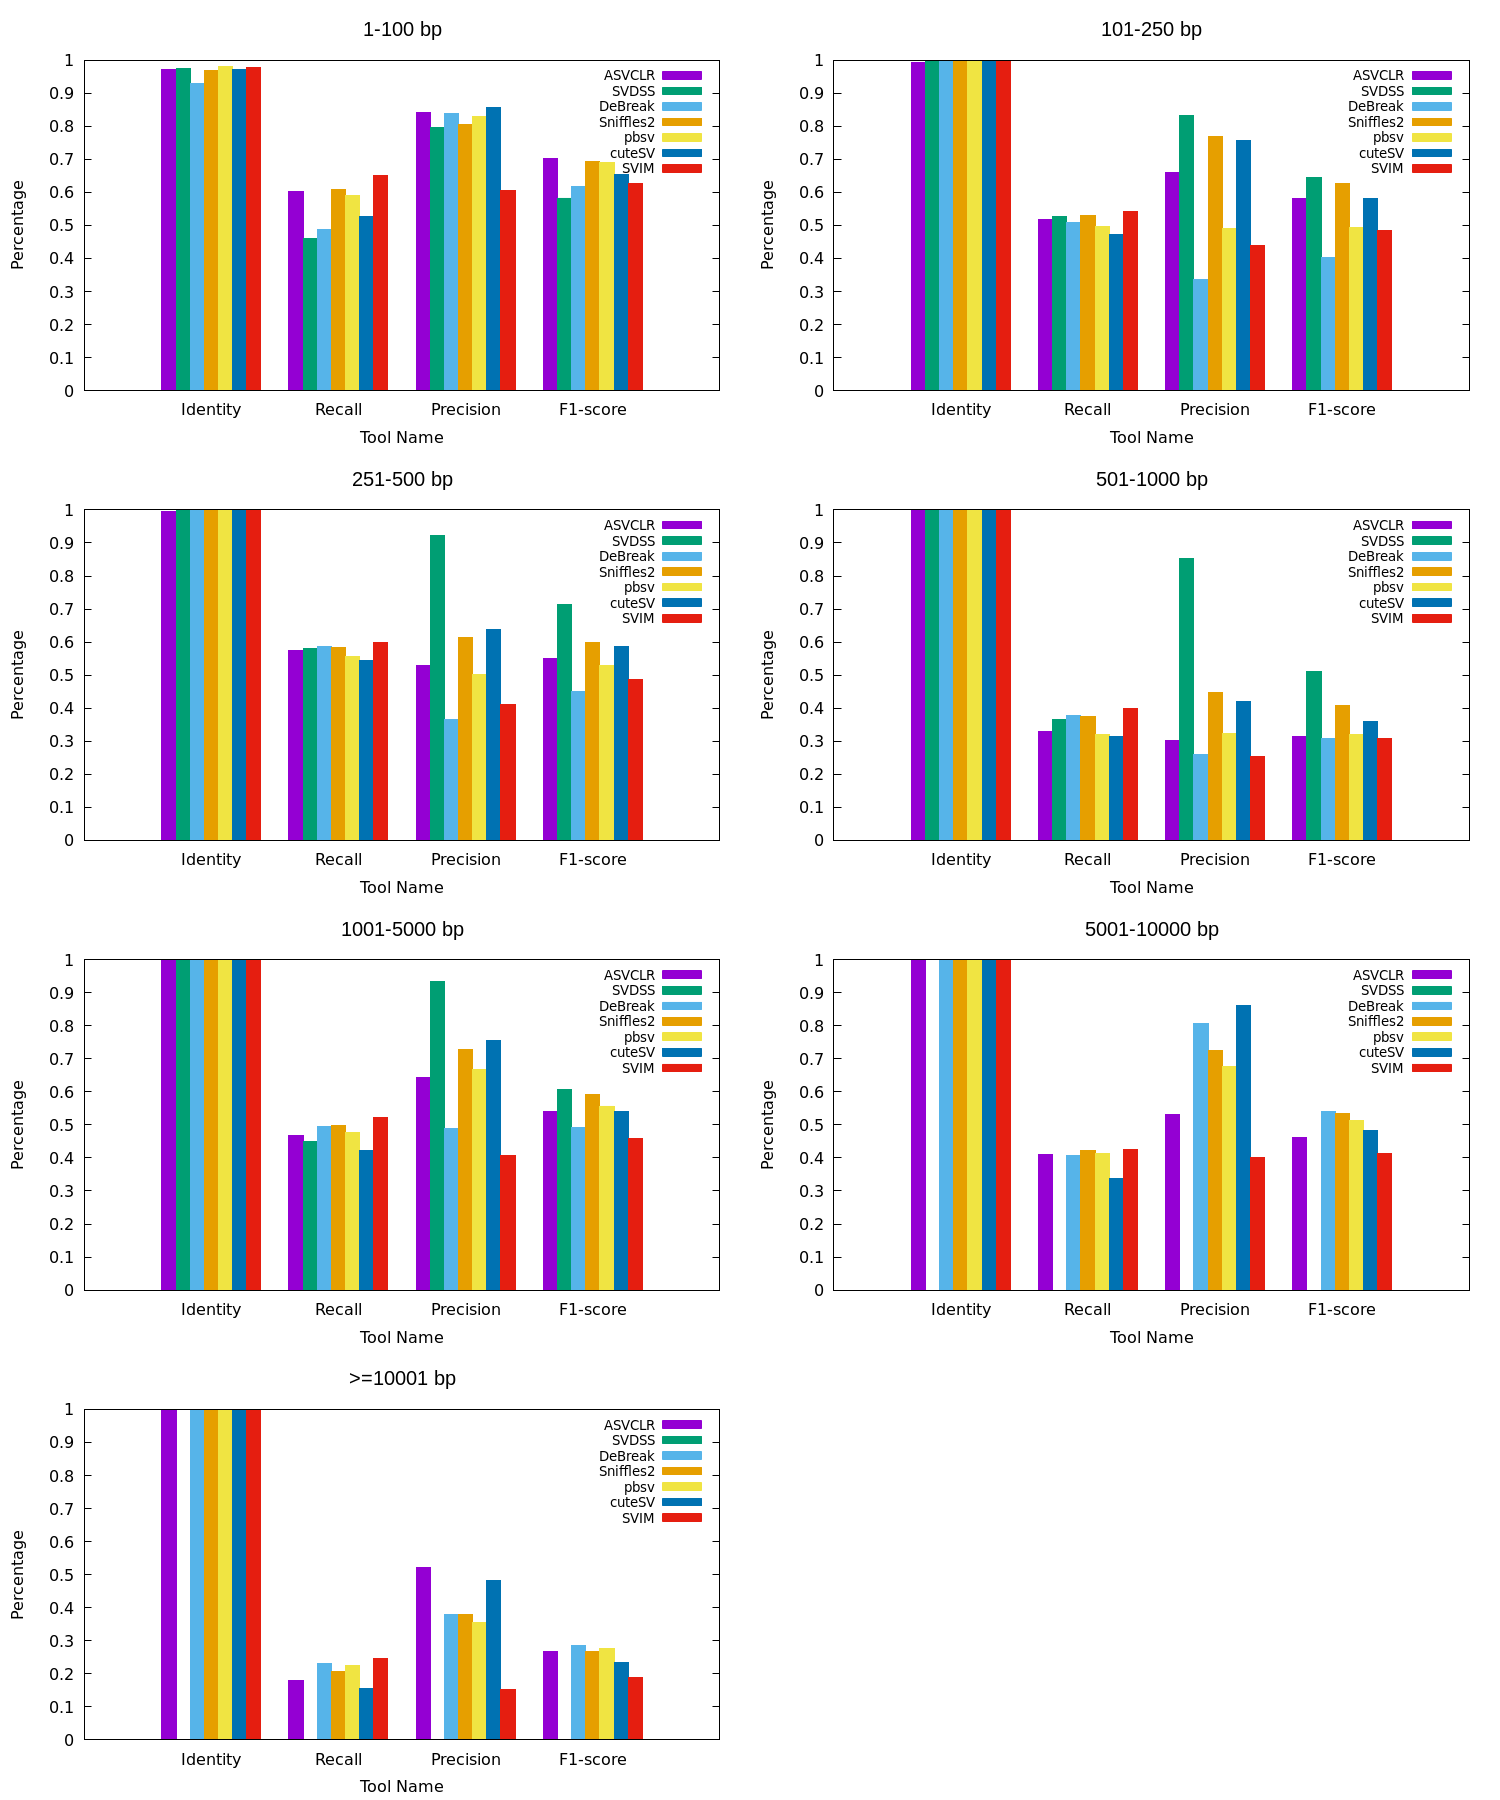 1-100 bp
1
0.9
0.8
0.7
0.6
0.5
0.4
0.3
0.2
0.1
0
Percentage
ASVCLR
SVDSS
DeBreak
Sniffles2
pbsv
cuteSV
SVIM
Identity Recall Precision F1-score
Tool Name
101-250 bp
1
0.9
0.8
0.7
0.6
0.5
0.4
0.3
0.2
0.1
0
Percentage
ASVCLR
SVDSS
DeBreak
Sniffles2
pbsv
cuteSV
SVIM
Identity Recall Precision F1-score
Tool Name
251-500 bp
1
0.9
0.8
0.7
0.6
0.5
0.4
0.3
0.2
0.1
0
Percentage
ASVCLR
SVDSS
DeBreak
Sniffles2
pbsv
cuteSV
SVIM
Identity Recall Precision F1-score
Tool Name
501-1000 bp
1
0.9
0.8
0.7
0.6
0.5
0.4
0.3
0.2
0.1
0
Percentage
ASVCLR
SVDSS
DeBreak
Sniffles2
pbsv
cuteSV
SVIM
Identity Recall Precision F1-score
Tool Name
1001-5000 bp
1
0.9
0.8
0.7
0.6
0.5
0.4
0.3
0.2
0.1
0
Percentage
ASVCLR
SVDSS
DeBreak
Sniffles2
pbsv
cuteSV
SVIM
Identity Recall Precision F1-score
Tool Name
5001-10000 bp
1
0.9
0.8
0.7
0.6
0.5
0.4
0.3
0.2
0.1
0
Percentage
ASVCLR
SVDSS
DeBreak
Sniffles2
pbsv
cuteSV
SVIM
Identity Recall Precision F1-score
Tool Name
>=10001 bp
1
0.9
0.8
0.7
0.6
0.5
0.4
0.3
0.2
0.1
0
Percentage
ASVCLR
SVDSS
DeBreak
Sniffles2
pbsv
cuteSV
SVIM
Identity Recall Precision F1-score
Tool Name